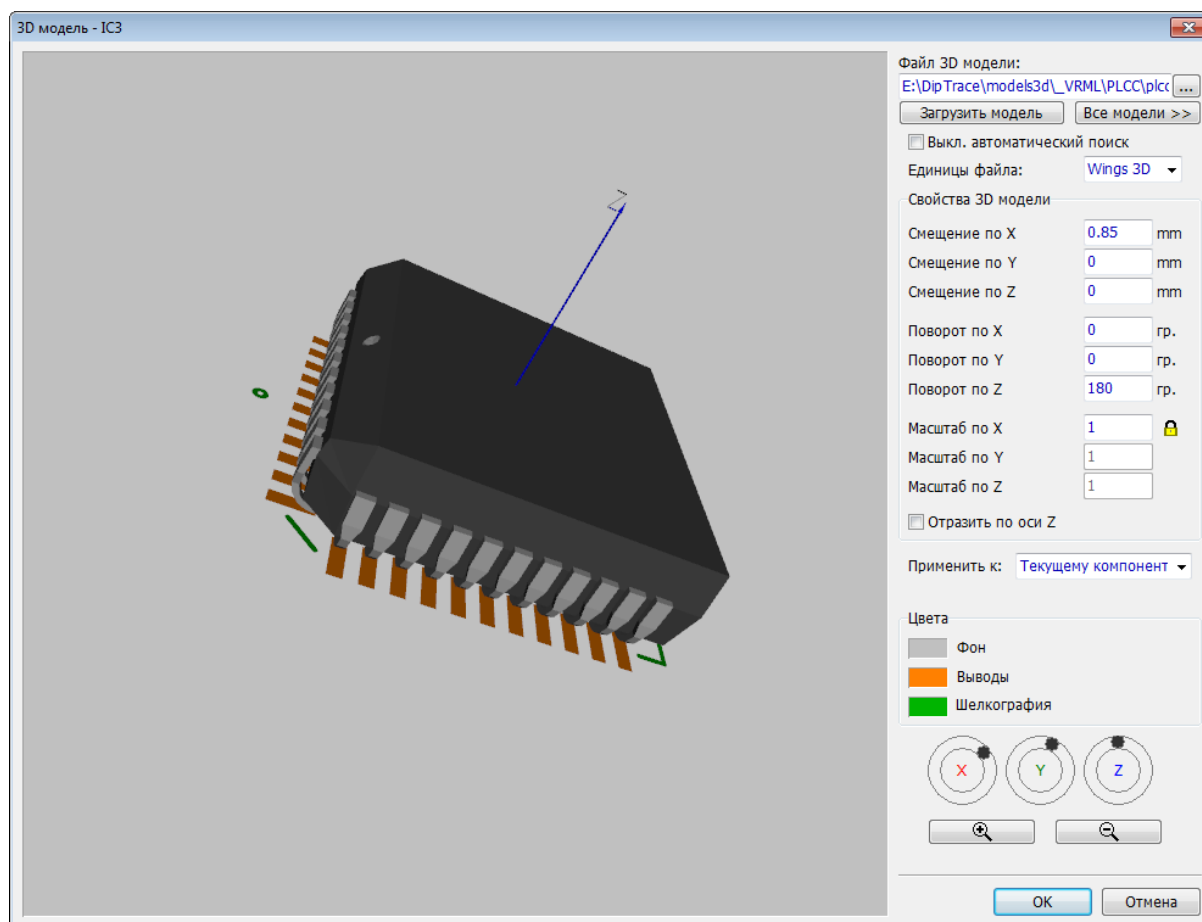 3D модель - IC3
Файл 3D модели:
E:\DipTrace\models3d\_VRML\PLCC\plcc
...
Загрузить модель
Все модели >>
Выкл. автоматический поиск
Единицы файла: Wings 3D
Свойства 3D модели
Смещение по X 0.85 mm
Смещение по Y 0 mm
Смещение по Z 0 mm
Поворот по X 0 гр.
Поворот по Y 0 гр.
Поворот по Z 180 гр.
Масштаб по X 1
Масштаб по Y 1
Масштаб по Z 1
Отразить по оси Z
Применить к: Текущему компонент
Цвета
Фон
Выводы
Шелкография
X Y Z
OK Отмена
Z